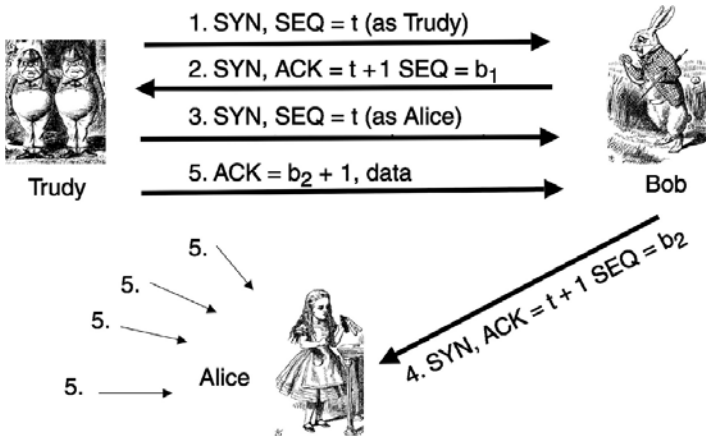 1. SYN, SEQ = t (as Trudy)
2. SYN, ACK = t + 1 SEQ = b₁
3. SYN, SEQ = t (as Alice)
5. ACK = b₂ + 1, data
Trudy
Bob
4. SYN, ACK = t + 1 SEQ = b₂
5.
5.
5.
5.
Alice